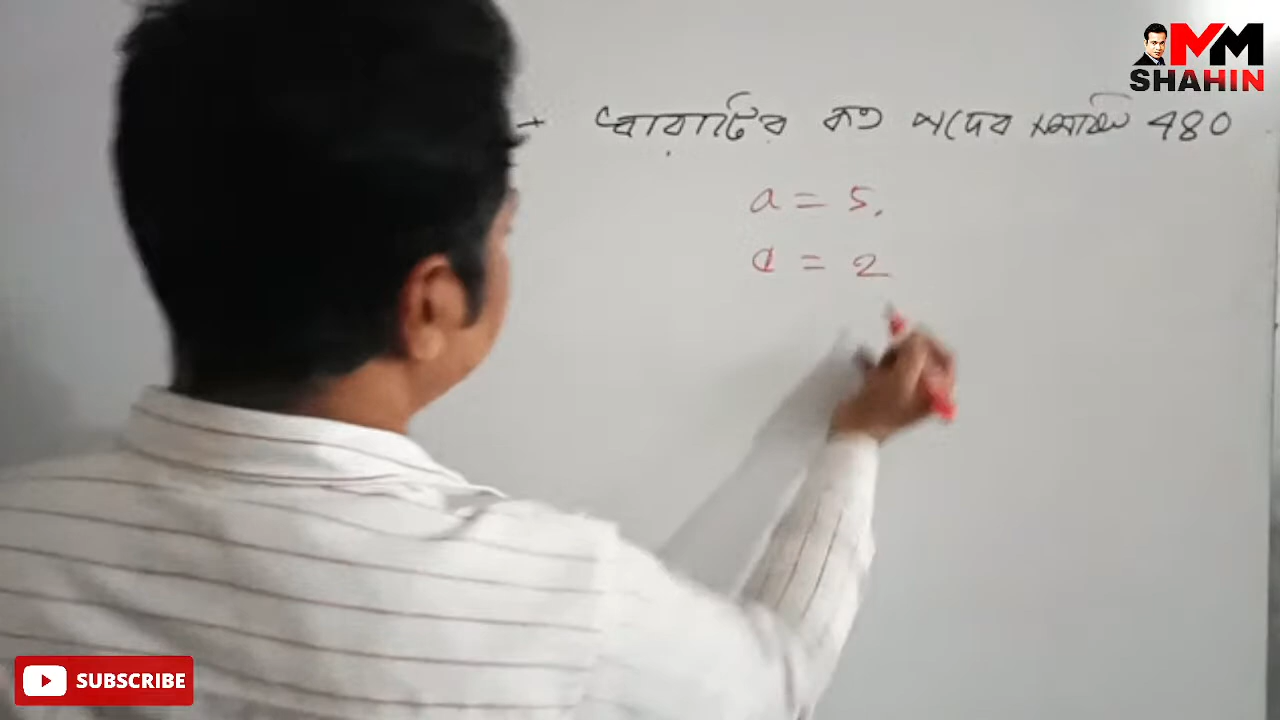 + ধারাটির কত পদের সমষ্টি 480
a = 5,
d = 2
MM
SHAHIN
SUBSCRIBE